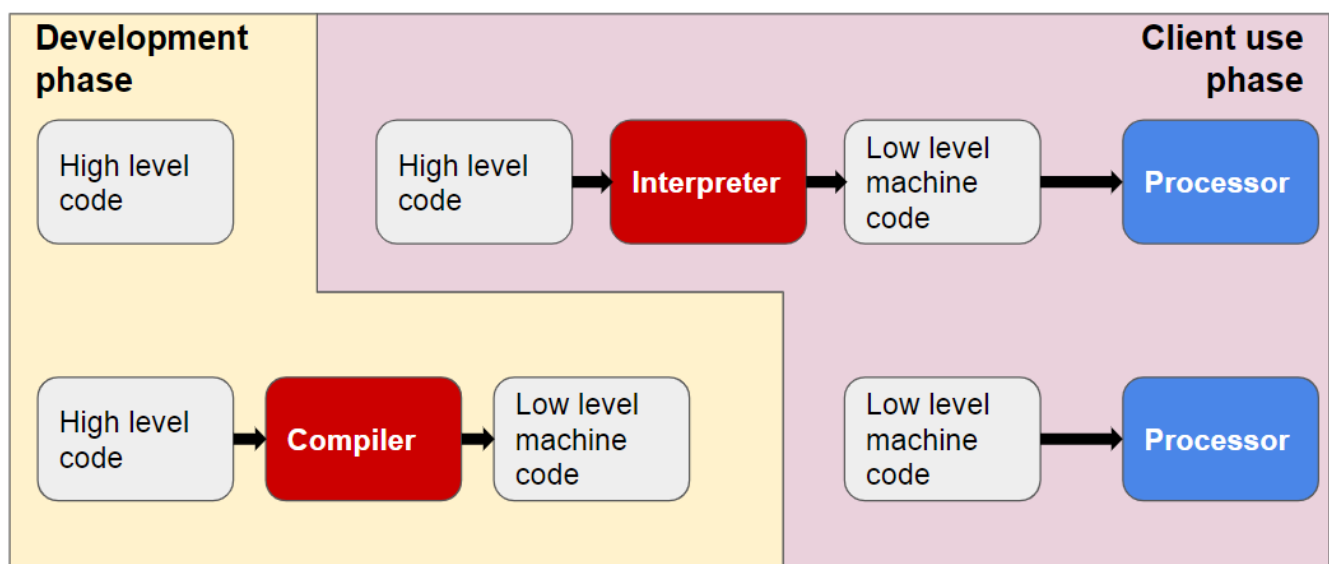 Development
phase
Client use
phase
High level
code
High level
code
Interpreter
Low level
machine
code
Processor
High level
code
Compiler
Low level
machine
code
Low level
machine
code
Processor